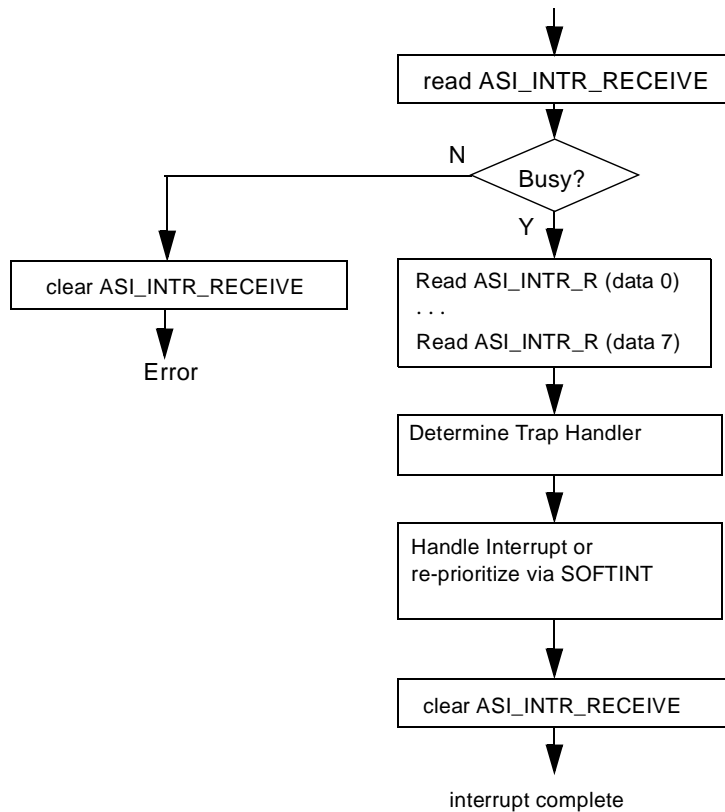 read ASI_INTR_RECEIVE
N
Busy?
Y
clear ASI_INTR_RECEIVE
Error
Read ASI_INTR_R (data 0)
. . .
Read ASI_INTR_R (data 7)
Determine Trap Handler
Handle Interrupt or
re-prioritize via SOFTINT
clear ASI_INTR_RECEIVE
interrupt complete